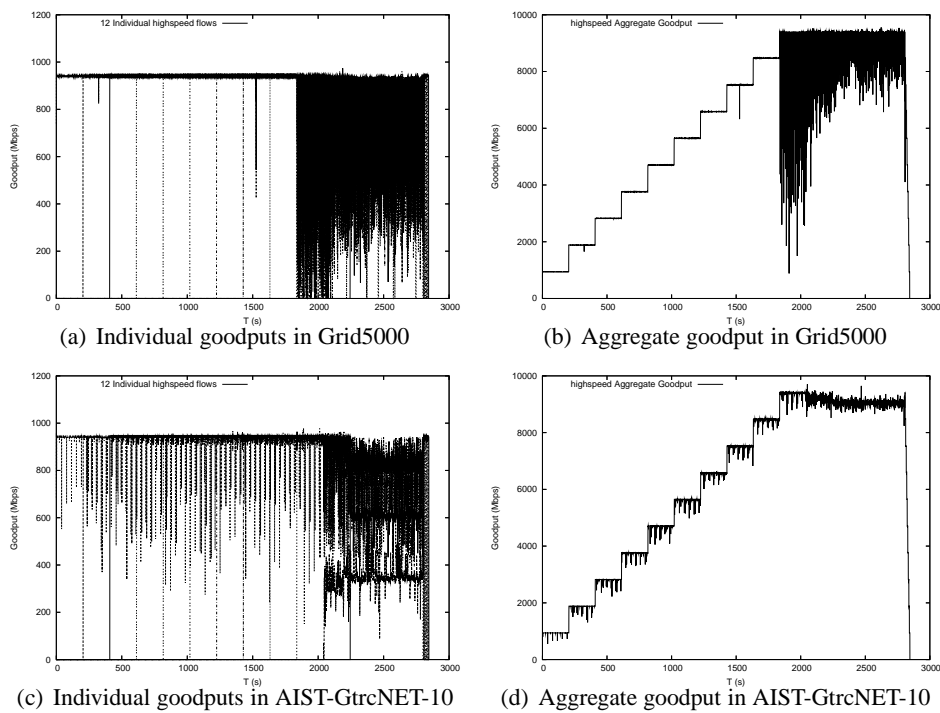 12 Individual highspeed flows
Goodput (Mbps)
1200
1000
800
600
400
200
0
0 500 1000 1500 2000 2500 3000
T (s)
(a) Individual goodputs in Grid5000
highspeed Aggregate Goodput
Goodput (Mbps)
10000
8000
6000
4000
2000
0
0 500 1000 1500 2000 2500 3000
T (s)
(b) Aggregate goodput in Grid5000
12 Individual highspeed flows
Goodput (Mbps)
1200
1000
800
600
400
200
0
0 500 1000 1500 2000 2500 3000
T (s)
(c) Individual goodputs in AIST-GtrcNET-10
highspeed Aggregate Goodput
Goodput (Mbps)
10000
8000
6000
4000
2000
0
0 500 1000 1500 2000 2500 3000
T (s)
(d) Aggregate goodput in AIST-GtrcNET-10